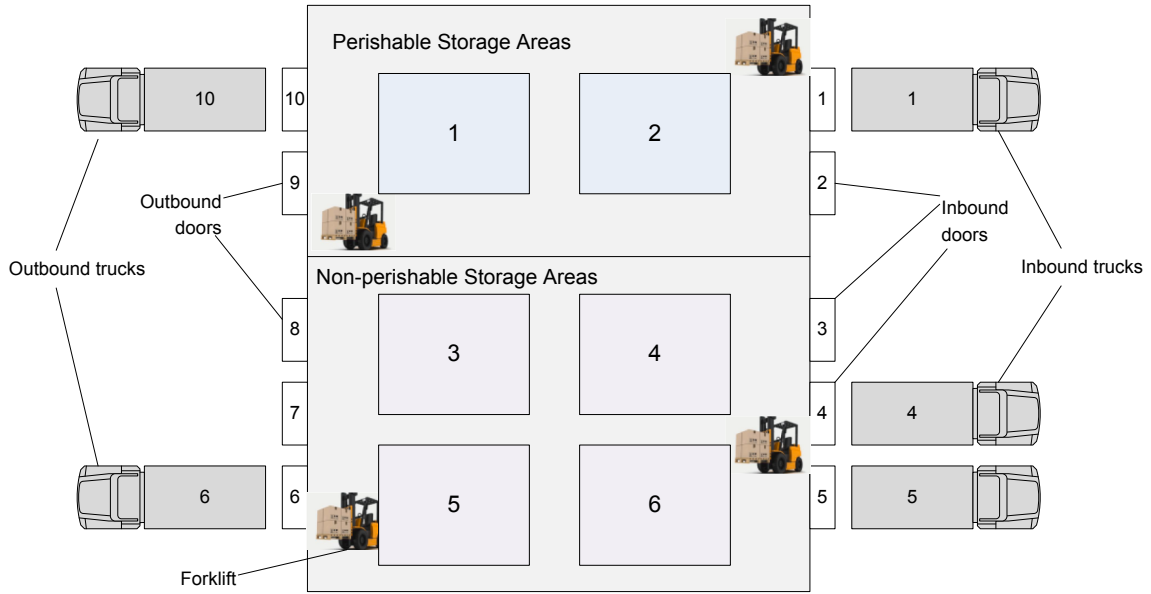 Perishable Storage Areas
10
10
1
2
1
1
9
2
Outbound
doors
Inbound
doors
Outbound trucks
Inbound trucks
Non-perishable Storage Areas
8
3
4
3
7
4
4
6
6
5
6
5
5
Forklift